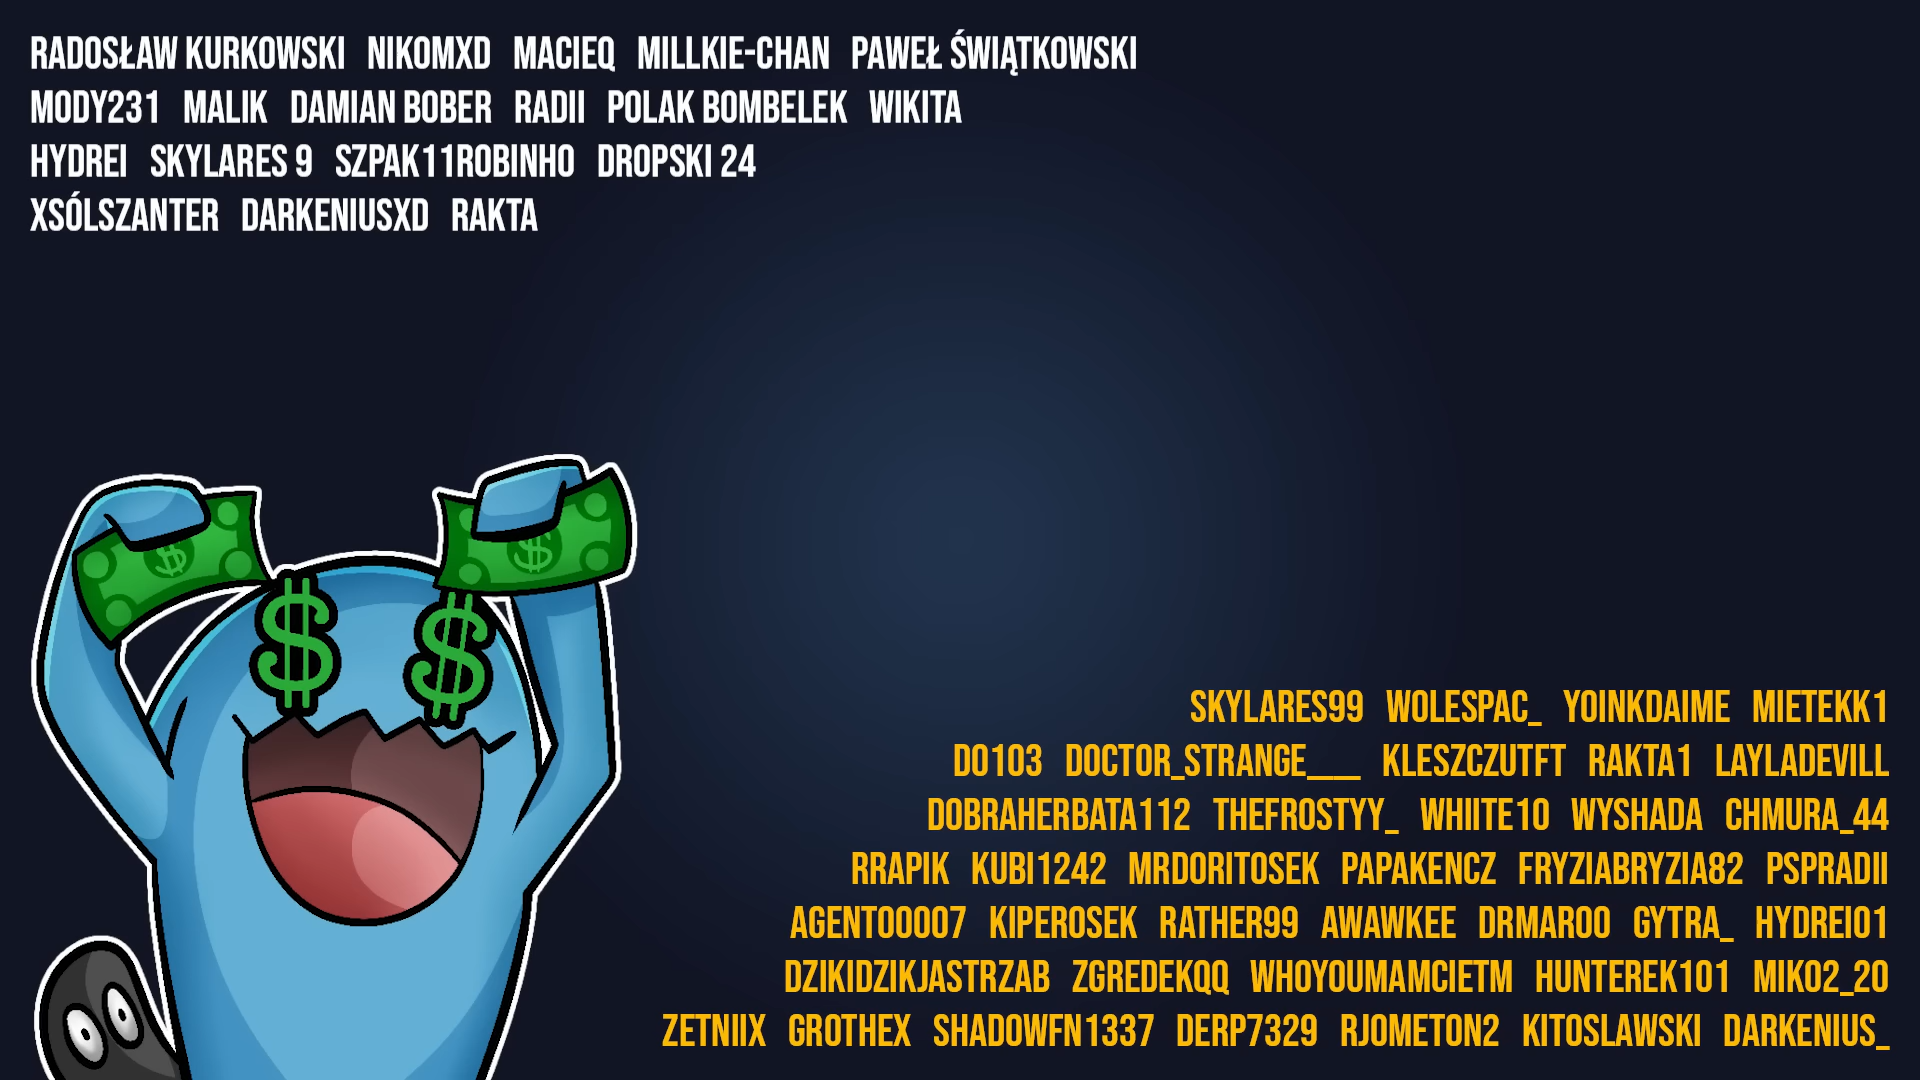 RADOSŁAW KURKOWSKI NIKOMXD MACIEQ MILLKIE-CHAN PAWEŁ ŚWIĄTKOWSKI
MODY231 MALIK DAMIAN BOBER RADII POLAK BOMBELEK WIKITA
HYDREI SKYLARES 9 SZPAK11ROBINHO DROPSKI 24
XSÓLSZANTER DARKENIUSXD RAKTA
$ $
$ $
SKYLARES99 WOLESPAC_ YOINKDAIME MIETEKK1
DO103 DOCTOR_STRANGE___ KLESZCZUTFT RAKTA1 LAYLADEVILL
DOBRAHERBATA112 THEFROSTYY_ WHIITE10 WYSHADA CHMURA_44
RRAPIK KUBI1242 MRDORITOSEK PAPAKENCZ FRYZIABRYZIA82 PSPRADII
AGENT00007 KIPEROSEK RATHER99 AWAWKEE DRMAROO GYTRA_ HYDREI01
DZIKIDZIKJASTRZAB ZGREDEKQQ WHOYOUMAMCIETM HUNTEREK101 MIKO2_20
ZETNIIX GROTHEX SHADOWFN1337 DERP7329 RJOMETON2 KITOSLAWSKI DARKENIUS_